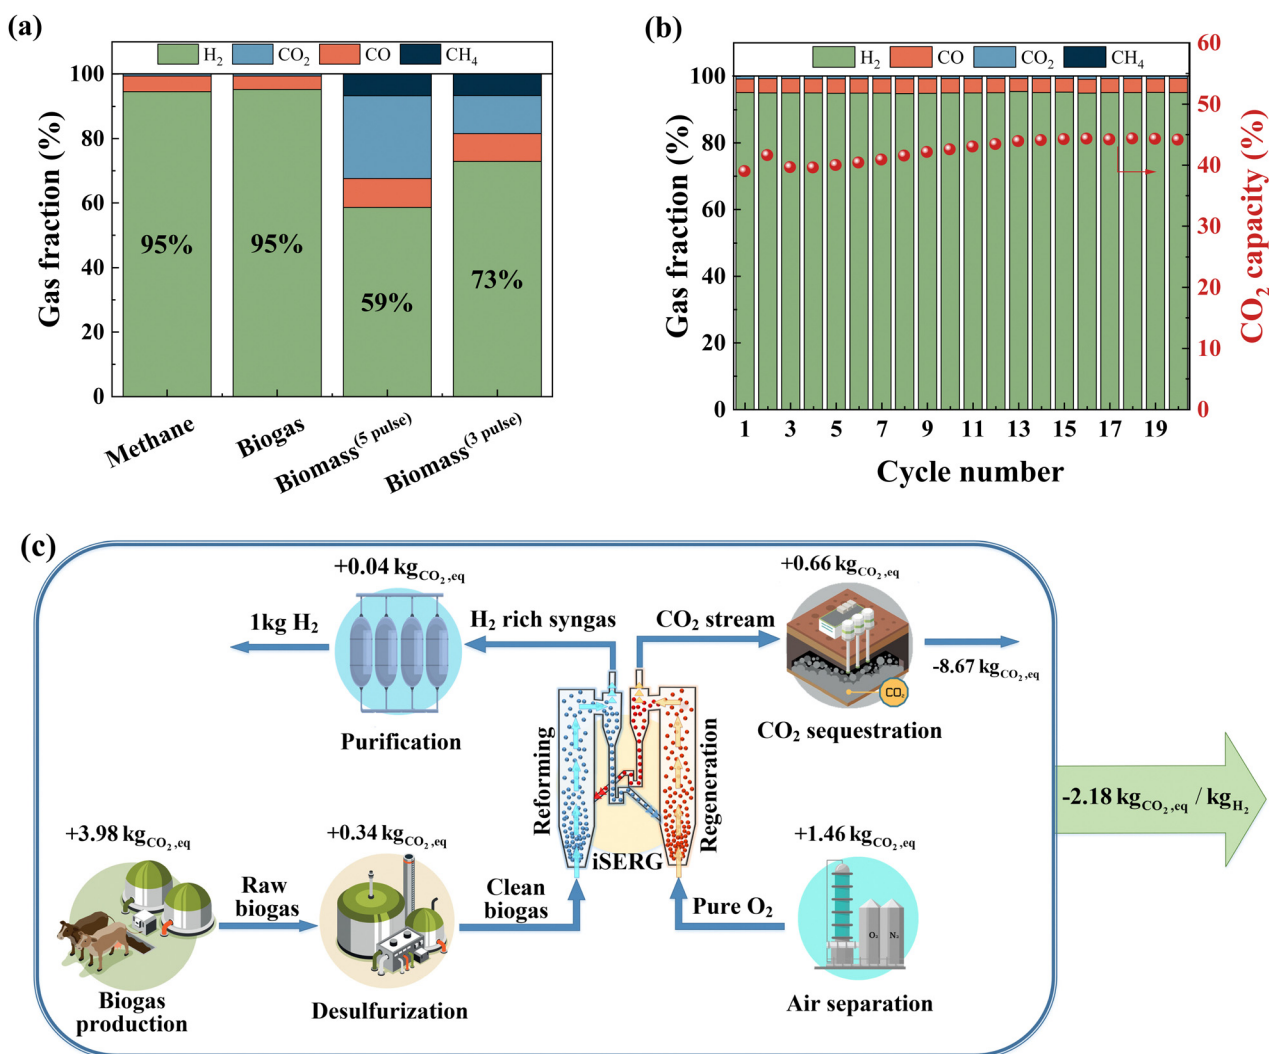 (a)
H₂ CO₂ CO CH₄
Gas fraction (%)
100
80
60
40
20
0
95%
95%
59%
73%
Methane
Biogas
Biomass(5 pulse)
Biomass(3 pulse)
(b)
H₂ CO CO₂ CH₄
Gas fraction (%)
100
80
60
40
20
0
60
50
40
30
20
10
0
CO₂ capacity (%)
1 3 5 7 9 11 13 15 17 19
Cycle number
(c)
+0.04 kgCO₂,eq
1kg H₂
H₂ rich syngas
Purification
CO₂ stream
+0.66 kgCO₂,eq
-8.67 kgCO₂,eq
CO₂
CO₂ sequestration
Reforming
Regeneration
iSERG
-2.18 kgCO₂,eq / kgH₂
+3.98 kgCO₂,eq
Raw
biogas
Biogas
production
+0.34 kgCO₂,eq
Desulfurization
Clean
biogas
Pure O₂
+1.46 kgCO₂,eq
O₂ N₂
Air separation